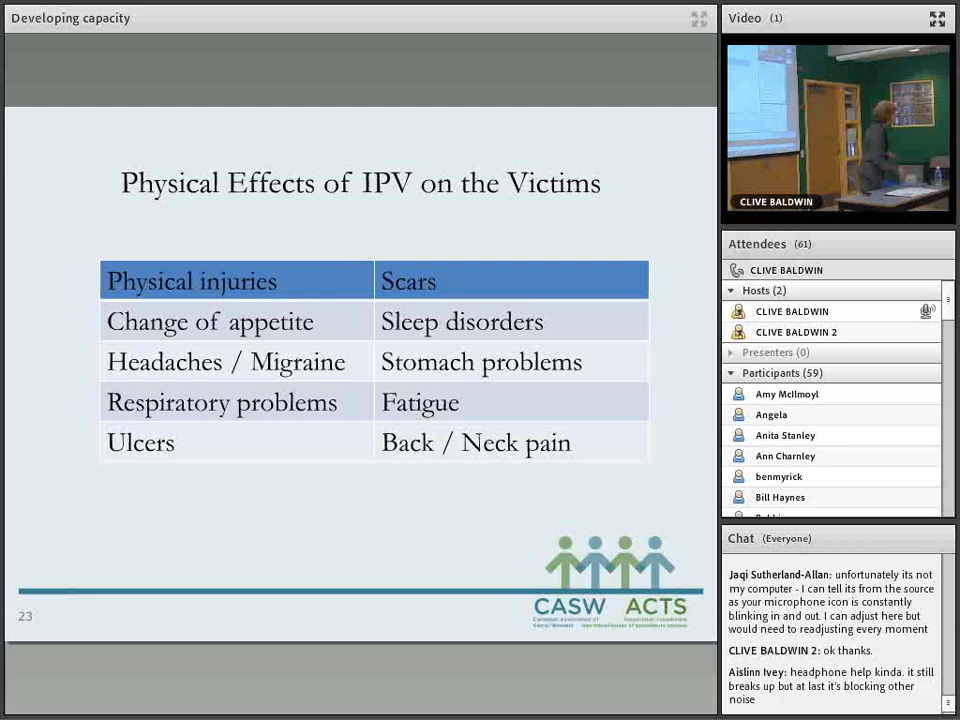 Developing capacity
Physical Effects of IPV on the Victims
Physical injuries Scars
Change of appetite Sleep disorders
Headaches / Migraine Stomach problems
Respiratory problems Fatigue
Ulcers Back / Neck pain
23
CASW ACTS
Canadian Association of
Social Workers
Video (1)
CLIVE BALDWIN
Attendees (61)
CLIVE BALDWIN
Hosts (2)
CLIVE BALDWIN
CLIVE BALDWIN 2
Presenters (0)
Participants (59)
Amy McIlmoyl
Angela
Anita Stanley
Ann Charnley
benmyrick
Bill Haynes
Chat (Everyone)
Jaqi Sutherland-Allan: unfortunately its not
my computer - I can tell its from the source
as your microphone icon is constantly
blinking in and out. I can adjust here but
would need to readjusting every moment
CLIVE BALDWIN 2: ok thanks.
Aislinn Ivey: headphone help kinda. it still
breaks up but at last it's blocking other
noise